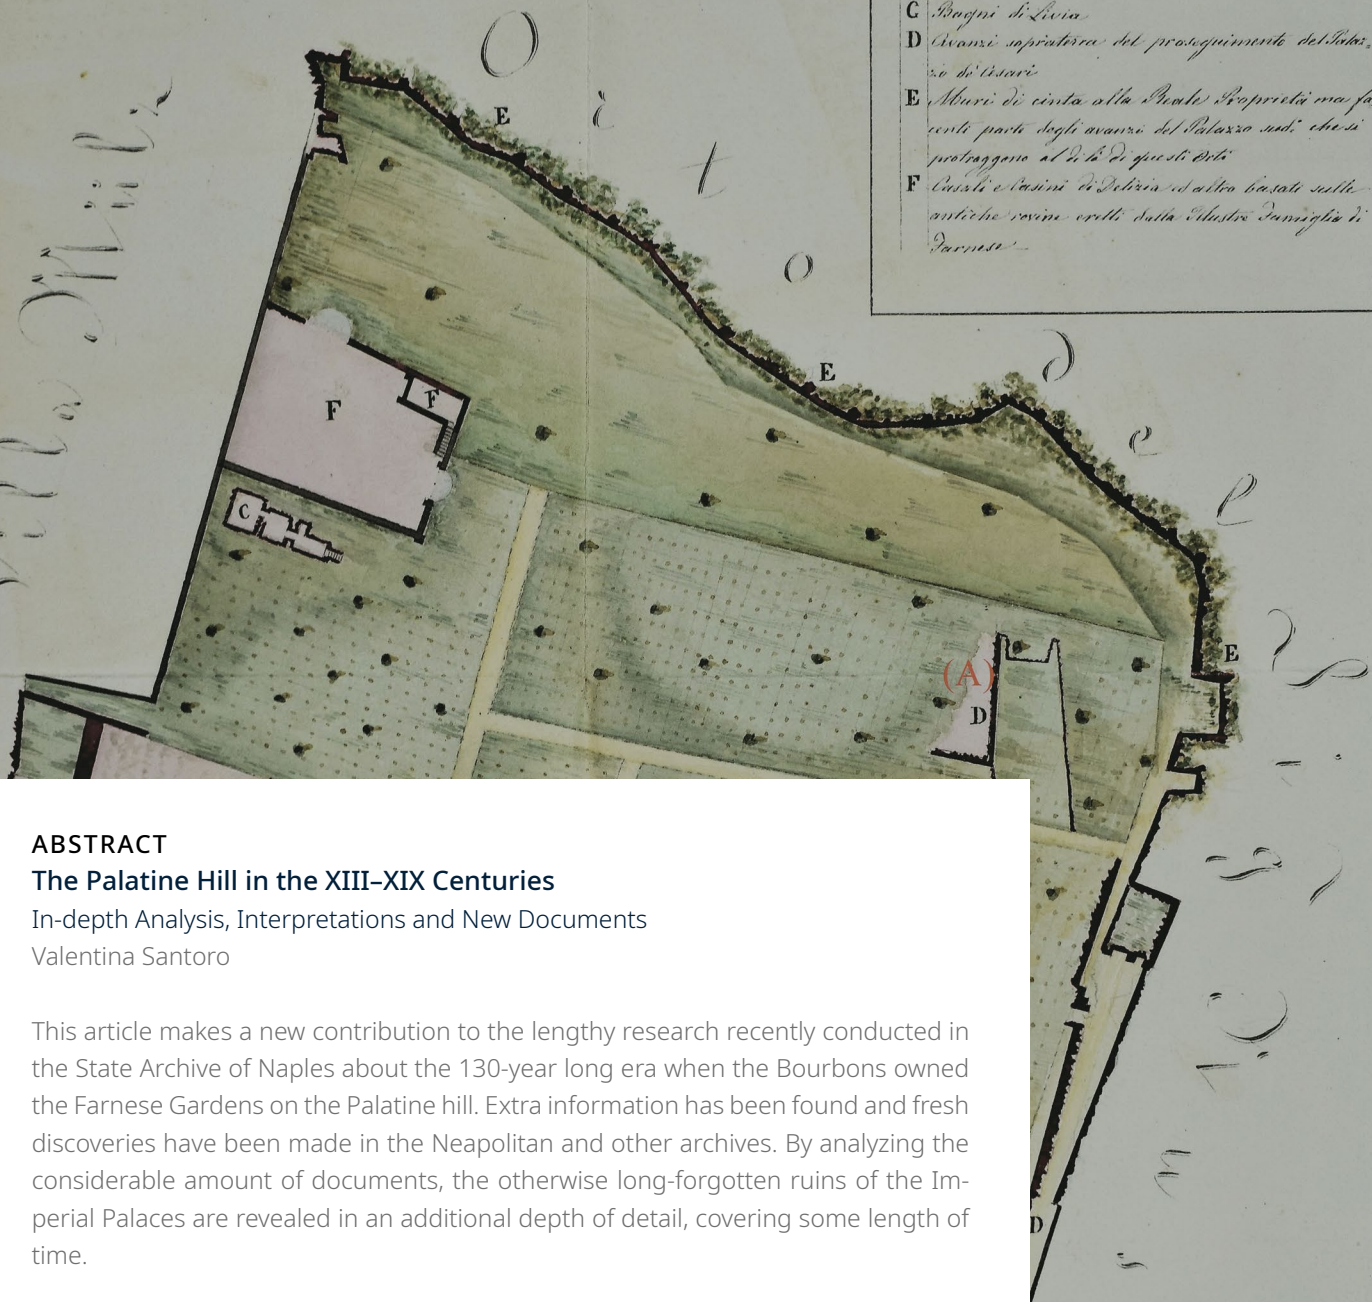 C Bagni di Livia
D Avanzi sopraterra del proseguimento del Palaz-
zo de' Cesari
E Muri di cinta alla Reale Proprietà ma fa
centi parte degli avanzi del Palazzo sud: che si
protraggono al di là di questi Orti
F Casali e Casini di Delizia ed altro basati sulle
antiche rovine eretti dalla Illustre Famiglia di
Farnese
O r t o d e
E
E
E
F
F
C
(A)
D
D
ABSTRACT
The Palatine Hill in the XIII–XIX Centuries
In-depth Analysis, Interpretations and New Documents
Valentina Santoro
This article makes a new contribution to the lengthy research recently conducted in
the State Archive of Naples about the 130-year long era when the Bourbons owned
the Farnese Gardens on the Palatine hill. Extra information has been found and fresh
discoveries have been made in the Neapolitan and other archives. By analyzing the
considerable amount of documents, the otherwise long-forgotten ruins of the Im-
perial Palaces are revealed in an additional depth of detail, covering some length of
time.